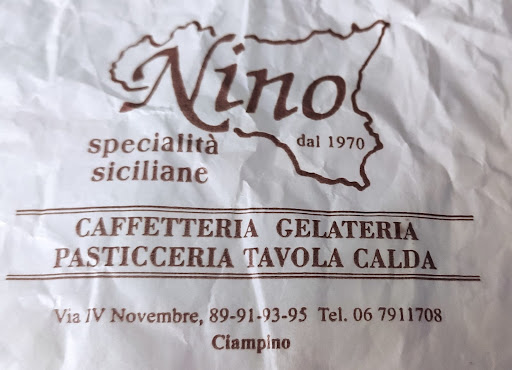 Nino
specialità
siciliane
dal 1970
CAFFETTERIA GELATERIA
PASTICCERIA TAVOLA CALDA
Via IV Novembre, 89-91-93-95 Tel. 06 7911708
Ciampino